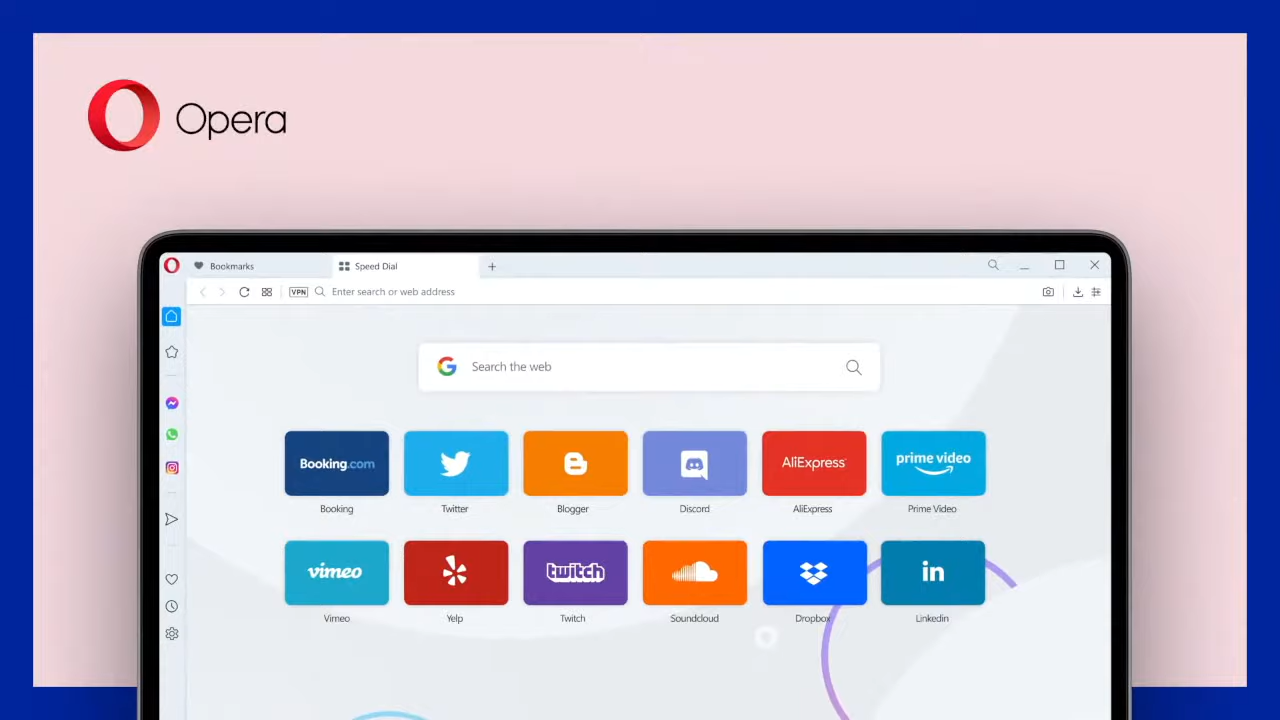 Opera
Bookmarks
Speed Dial
VPN
Enter search or web address
Search the web
Booking.com
AliExpress
prime video
Booking
Twitter
Blogger
Discord
AliExpress
Prime Video
vimeo
twitch
in
Vimeo
Yelp
Twitch
Soundcloud
Dropbox
Linkedin